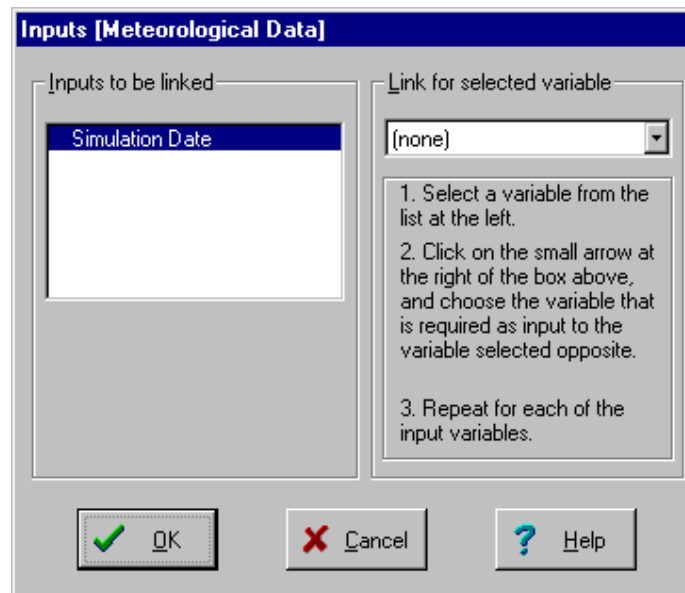 Inputs [Meteorological Data]
Inputs to be linked
Simulation Date
Link for selected variable
(none)
1. Select a variable from the
list at the left.
2. Click on the small arrow at
the right of the box above,
and choose the variable that
is required as input to the
variable selected opposite.
3. Repeat for each of the
input variables.
OK
Cancel
? Help